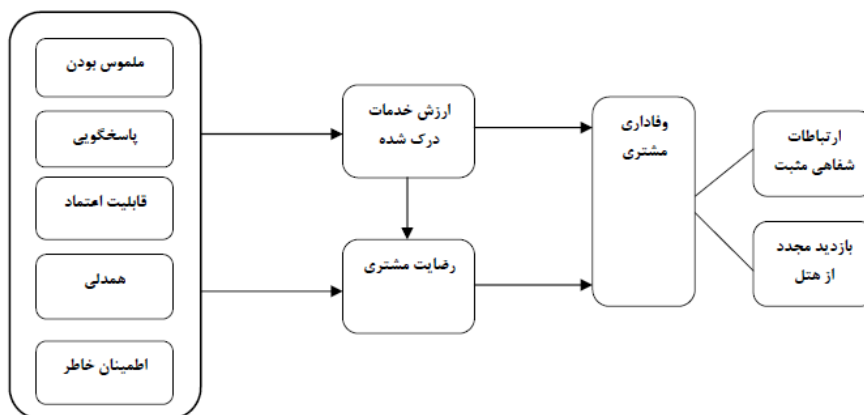 ملموس بودن
پاسخگویی
قابلیت اعتماد
همدلی
اطمینان خاطر
ارزش خدمات
درک شده
رضایت مشتری
وفاداری
مشتری
ارتباطات
شفاهی مثبت
بازدید مجدد
از هتل